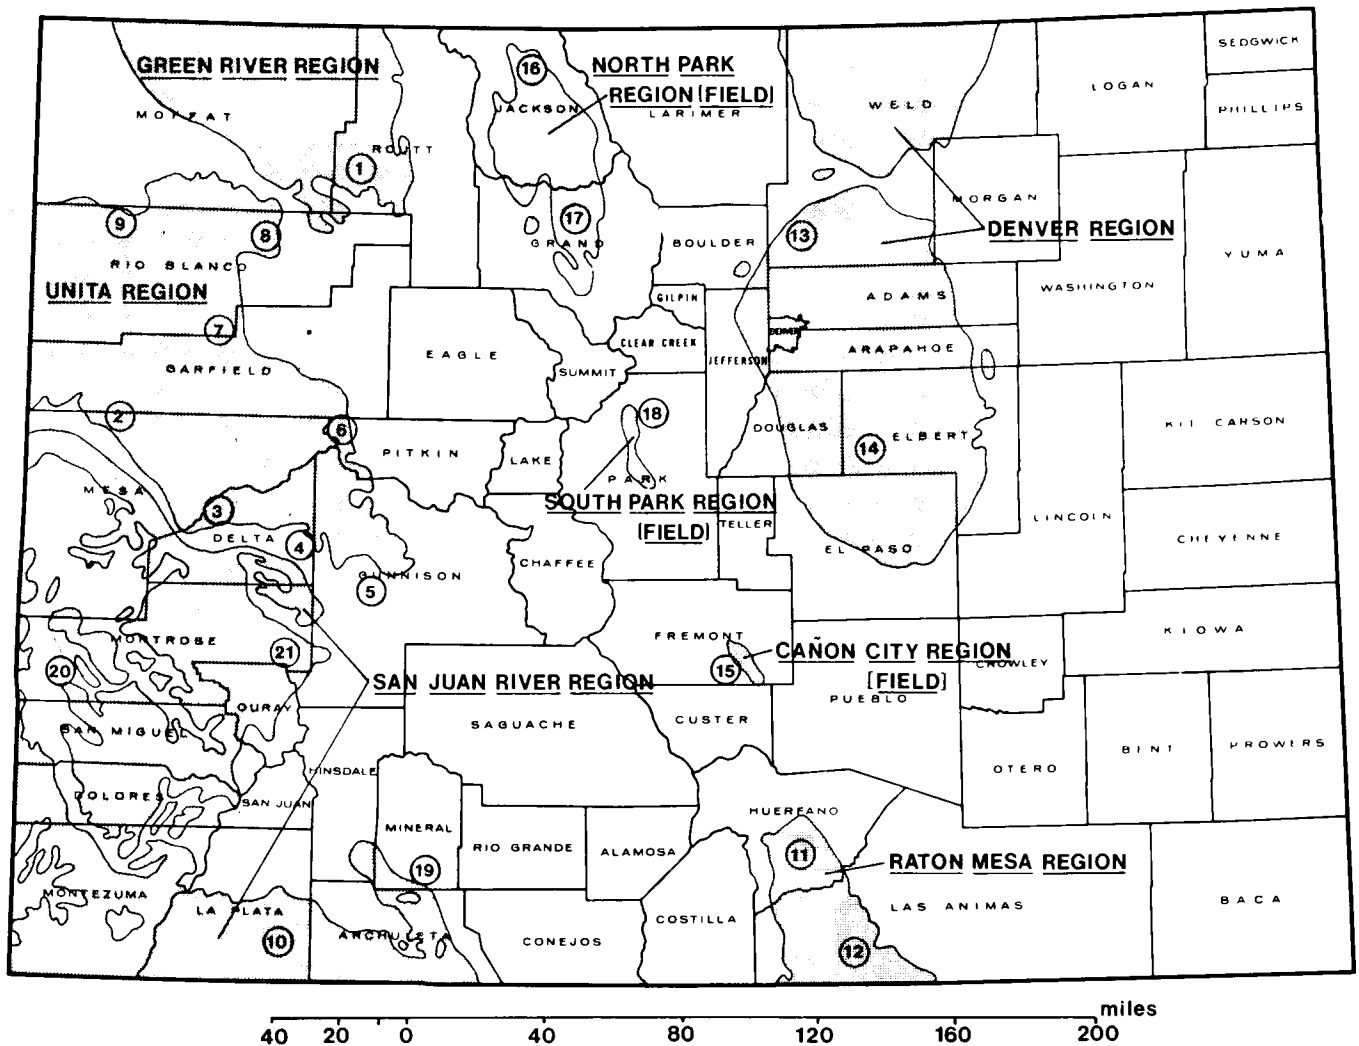 SEDGWICK
GREEN RIVER REGION
NORTH PARK
REGION (FIELD)
16
JACKSON
LARIMER
WELD
LOGAN
PHILLIPS
MOFFAT
ROUTT
1
MORGAN
9
8
17
GRAND
BOULDER
13
DENVER REGION
YUMA
RIO BLANCO
UNITA REGION
GILPIN
ADAMS
WASHINGTON
7
CLEAR CREEK
JEFFERSON
DENVER
ARAPAHOE
GARFIELD
EAGLE
SUMMIT
2
6
18
DOUGLAS
14
ELBERT
KIT CARSON
PITKIN
LAKE
PARK
MESA
SOUTH PARK REGION
(FIELD)
3
TELLER
LINCOLN
DELTA
4
CHAFFEE
EL PASO
CHEYENNE
GUNNISON
5
MONTROSE
21
FREMONT
15
CAÑON CITY REGION
[FIELD]
CROWLEY
KIOWA
20
SAN JUAN RIVER REGION
PUEBLO
OURAY
SAGUACHE
CUSTER
SAN MIGUEL
BENT
PROWERS
HINSDALE
OTERO
DOLORES
SAN JUAN
HUERFANO
MINERAL
RIO GRANDE
ALAMOSA
11
RATON MESA REGION
19
MONTEZUMA
LA PLATA
COSTILLA
LAS ANIMAS
BACA
10
ARCHULETA
CONEJOS
12
miles
40 20 0 40 80 120 160 200